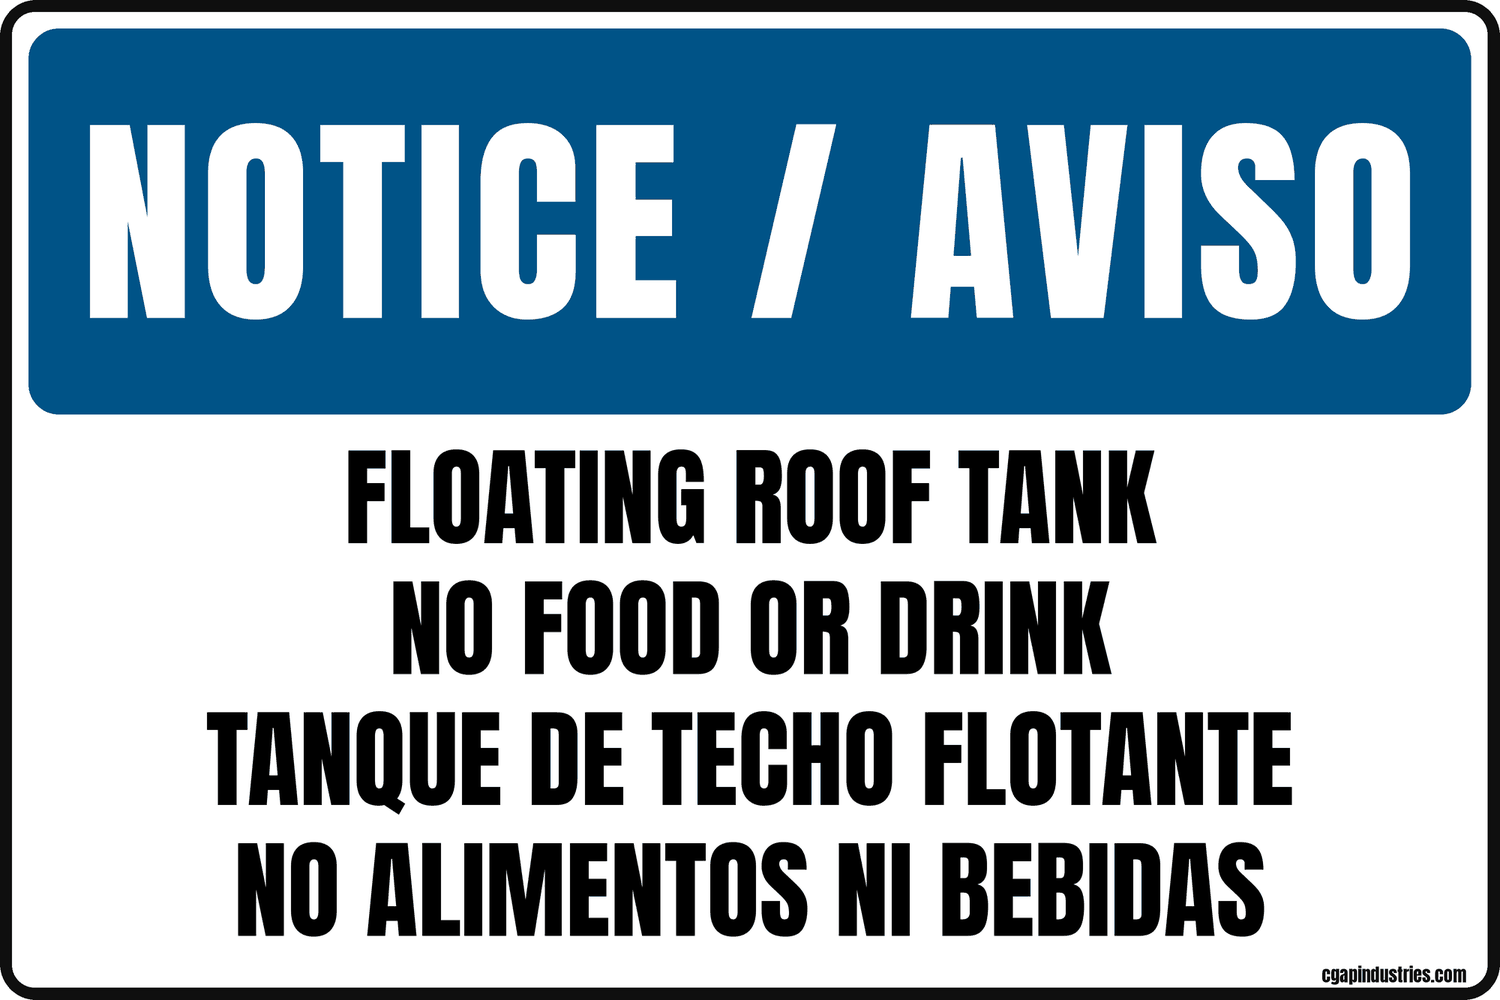 NOTICE / AVISO
FLOATING ROOF TANK
NO FOOD OR DRINK
TANQUE DE TECHO FLOTANTE
NO ALIMENTOS NI BEBIDAS
cgapindustries.com